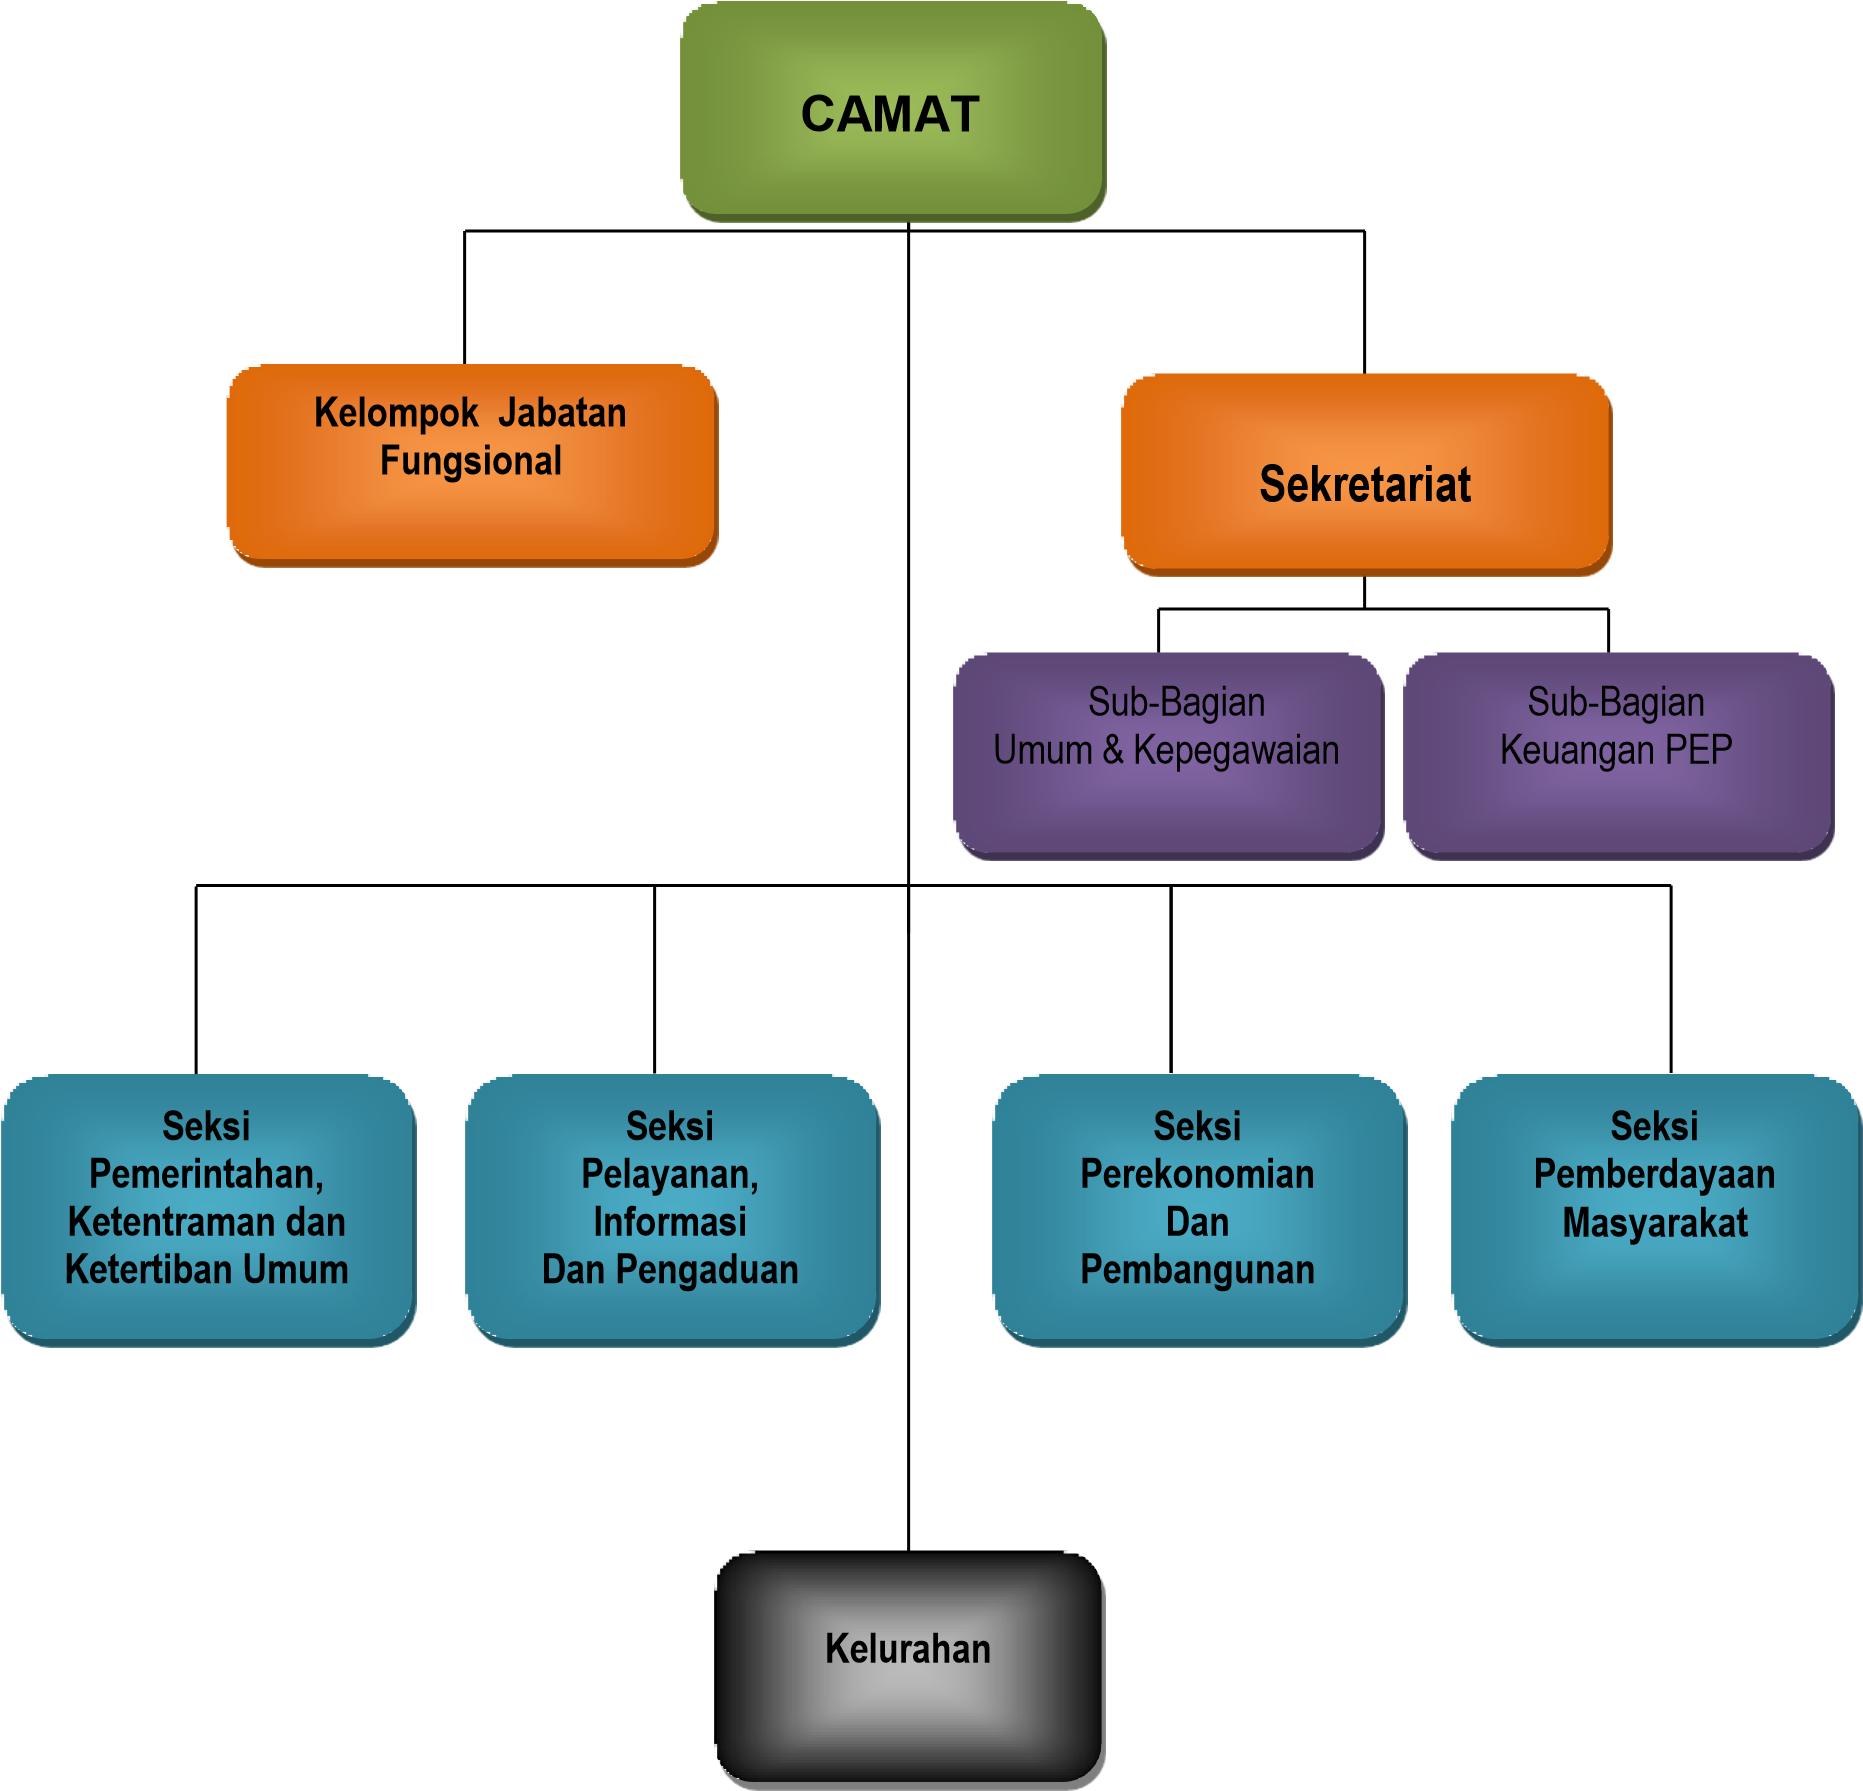 CAMAT
Kelompok  Jabatan
Fungsional
Sekretariat
Sub-Bagian
Umum & Kepegawaian
Sub-Bagian
Keuangan PEP
Seksi
Pemerintahan,
Ketentraman dan
Ketertiban Umum
Seksi
Pelayanan,
Informasi
Dan Pengaduan
Seksi
Perekonomian
Dan
Pembangunan
Seksi
Pemberdayaan
Masyarakat
Kelurahan